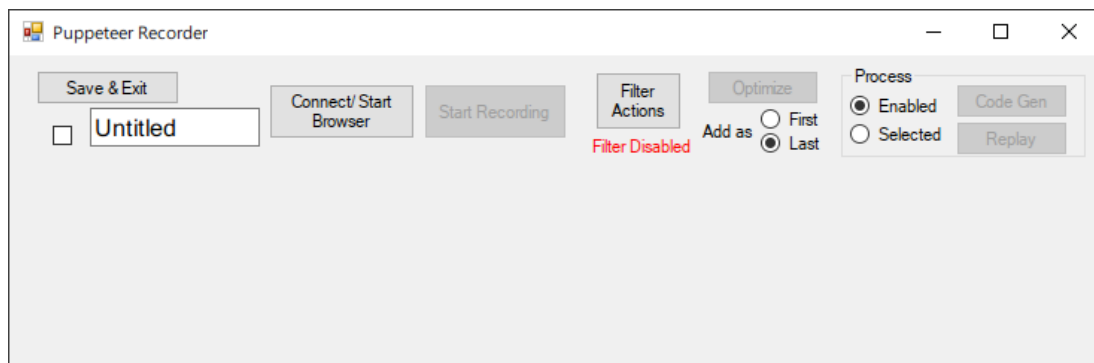 Puppeteer Recorder
Save & Exit
Untitled
Connect/ Start
Browser
Start Recording
Filter
Actions
Filter Disabled
Optimize
Add as
First
Last
Process
Enabled
Selected
Code Gen
Replay